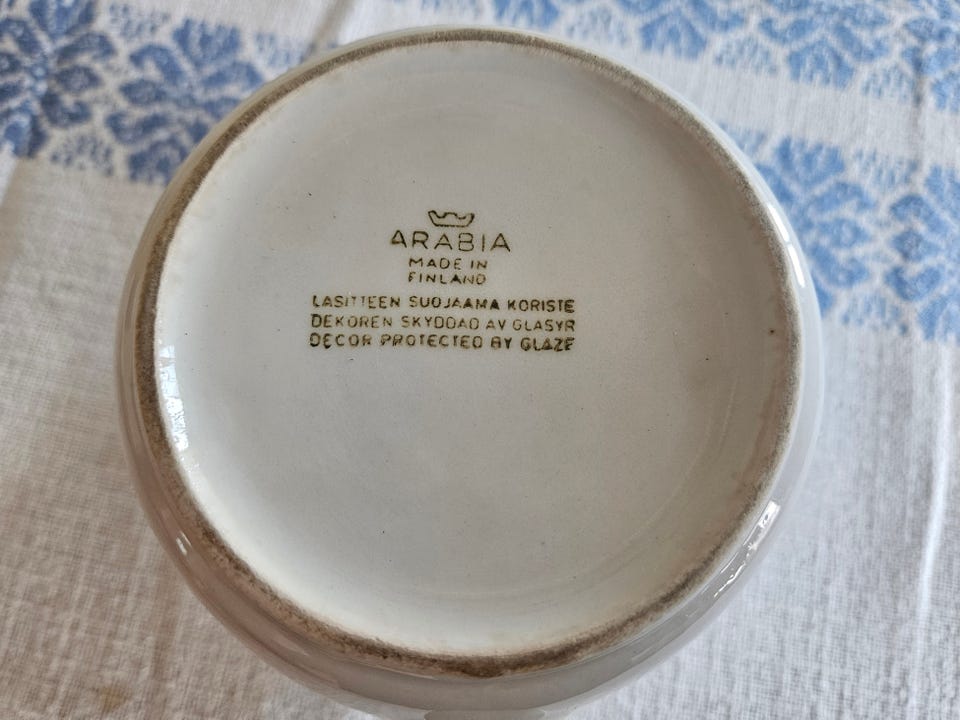 ARABIA
MADE IN
FINLAND
LASITTEEN SUOJAAMA KORISTE
DEKOREN SKYDDAD AV GLASYR
DECOR PROTECTED BY GLAZE